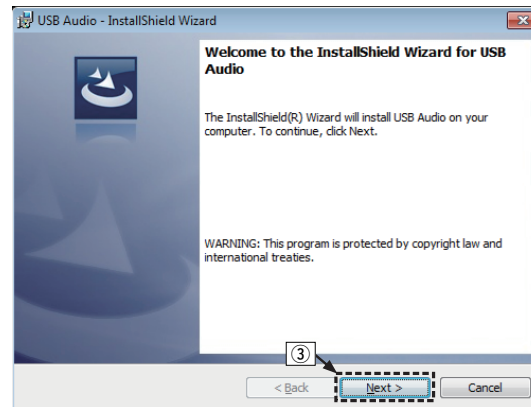 USB Audio - InstallShield Wizard
Welcome to the InstallShield Wizard for USB
Audio
The InstallShield(R) Wizard will install USB Audio on your
computer. To continue, click Next.
WARNING: This program is protected by copyright law and
international treaties.
③
< Back Next > Cancel